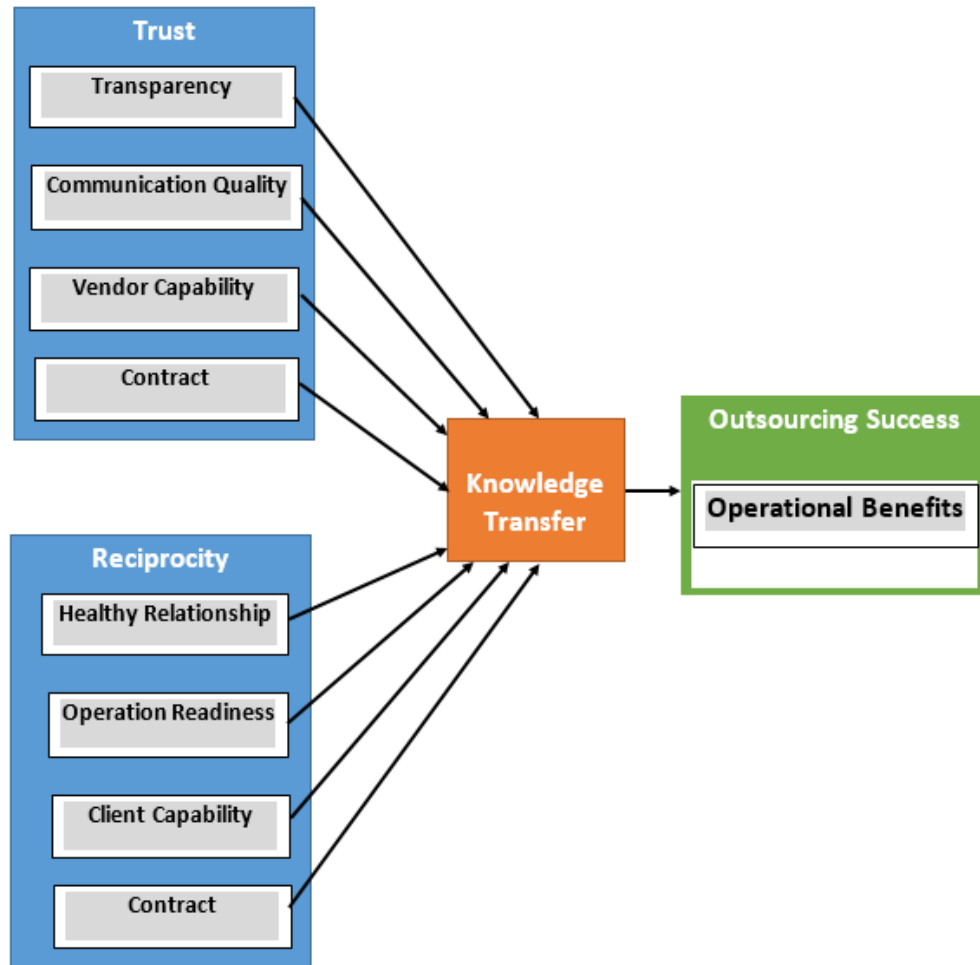 Trust
Transparency
Communication Quality
Vendor Capability
Contract
Reciprocity
Healthy Relationship
Operation Readiness
Client Capability
Contract
Knowledge
Transfer
Outsourcing Success
Operational Benefits